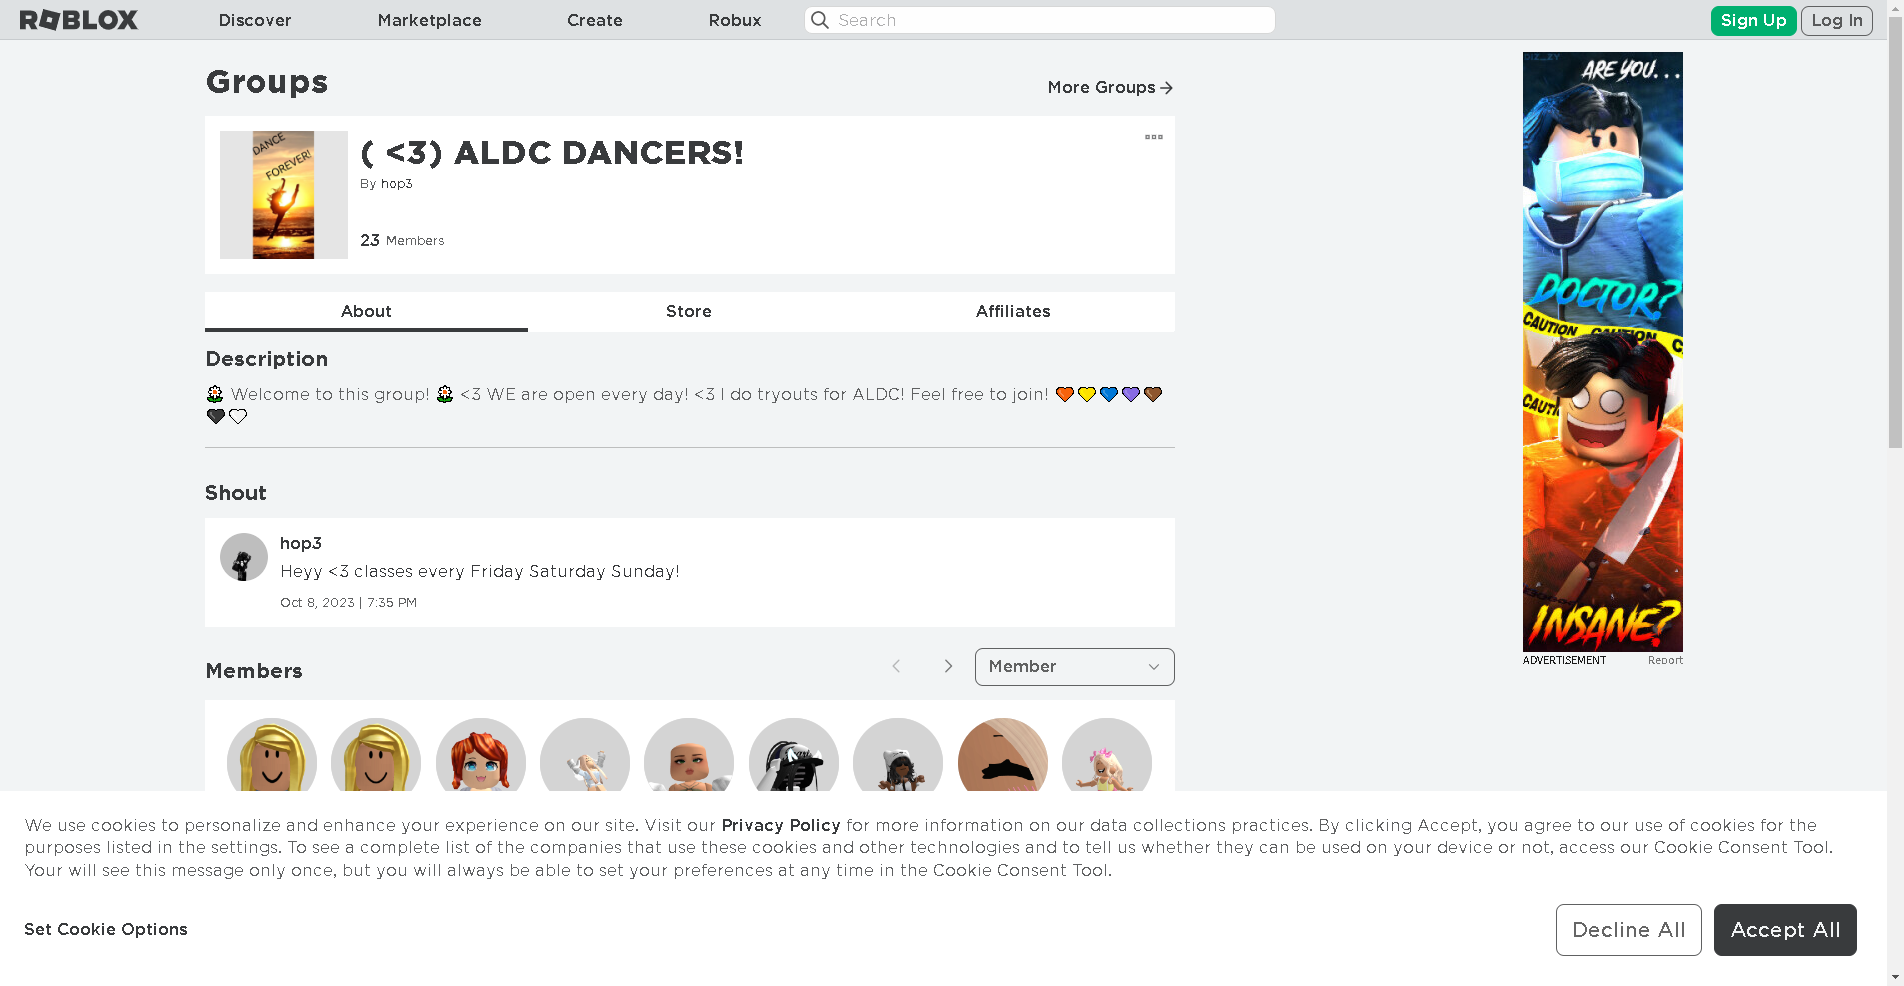 ROBLOX
Discover
Marketplace
Create
Robux
Search
Sign Up
Log In
Groups
More Groups
DANCE
FOREVER!
( <3) ALDC DANCERS!
By hop3
23 Members
About
Store
Affiliates
Description
🌼 Welcome to this group! 🌼 <3 WE are open every day! <3 I do tryouts for ALDC! Feel free to join! 🧡💛💙💜🤎
🖤🤍
Shout
hop3
Heyy <3 classes every Friday Saturday Sunday!
Oct 8, 2023 | 7:35 PM
Members
Member
ARE YOU...
DOCTOR?
CAUTION CAUTION C
CAUTI
INSANE?
ADVERTISEMENT
Report
We use cookies to personalize and enhance your experience on our site. Visit our Privacy Policy for more information on our data collections practices. By clicking Accept, you agree to our use of cookies for the
purposes listed in the settings. To see a complete list of the companies that use these cookies and other technologies and to tell us whether they can be used on your device or not, access our Cookie Consent Tool.
Your will see this message only once, but you will always be able to set your preferences at any time in the Cookie Consent Tool.
Set Cookie Options
Decline All
Accept All